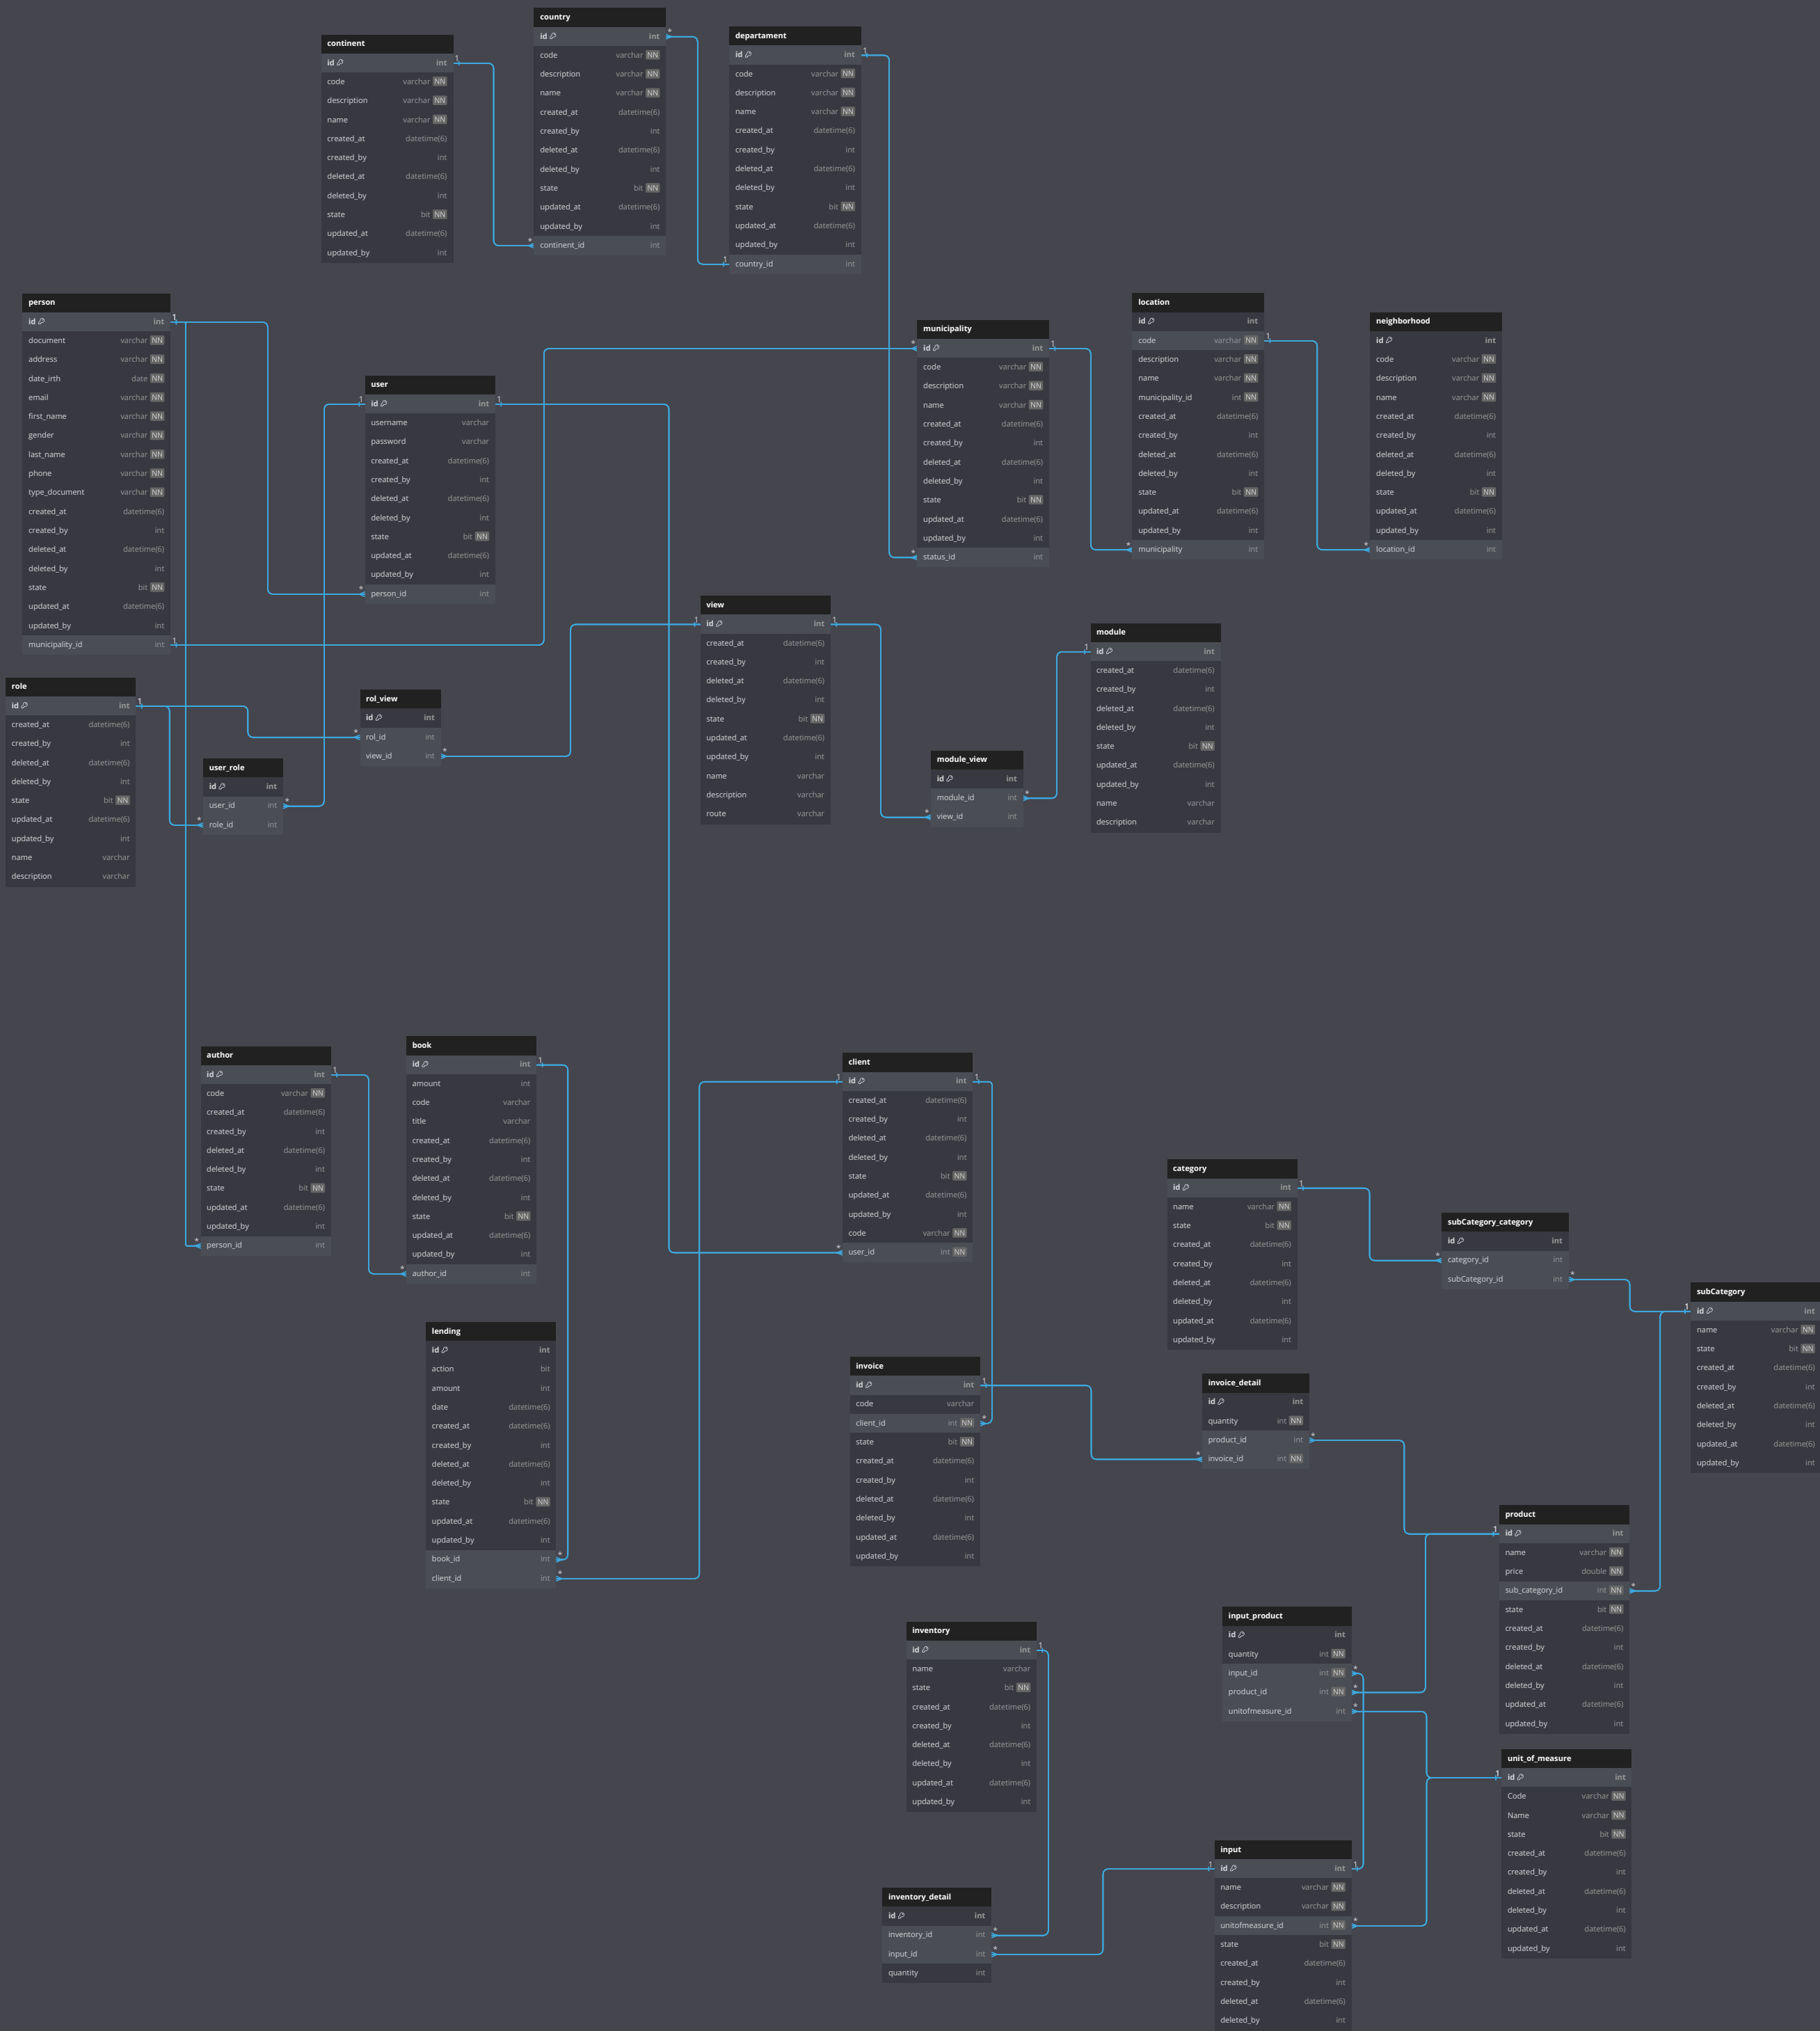 continent
id int
code varchar NN
description varchar NN
name varchar NN
created_at datetime(6)
created_by int
deleted_at datetime(6)
deleted_by int
state bit NN
updated_at datetime(6)
updated_by int
country
id int
code varchar NN
description varchar NN
name varchar NN
created_at datetime(6)
created_by int
deleted_at datetime(6)
deleted_by int
state bit NN
updated_at datetime(6)
updated_by int
continent_id int
departament
id int
code varchar NN
description varchar NN
name varchar NN
created_at datetime(6)
created_by int
deleted_at datetime(6)
deleted_by int
state bit NN
updated_at datetime(6)
updated_by int
country_id int
person
id int
document varchar NN
address varchar NN
date_irth date NN
email varchar NN
first_name varchar NN
gender varchar NN
last_name varchar NN
phone varchar NN
type_document varchar NN
created_at datetime(6)
created_by int
deleted_at datetime(6)
deleted_by int
state bit NN
updated_at datetime(6)
updated_by int
municipality_id int
user
id int
username varchar
password varchar
created_at datetime(6)
created_by int
deleted_at datetime(6)
deleted_by int
state bit NN
updated_at datetime(6)
updated_by int
person_id int
municipality
id int
code varchar NN
description varchar NN
name varchar NN
created_at datetime(6)
created_by int
deleted_at datetime(6)
deleted_by int
state bit NN
updated_at datetime(6)
updated_by int
status_id int
location
id int
code varchar NN
description varchar NN
name varchar NN
municipality_id int NN
created_at datetime(6)
created_by int
deleted_at datetime(6)
deleted_by int
state bit NN
updated_at datetime(6)
updated_by int
municipality int
neighborhood
id int
code varchar NN
description varchar NN
name varchar NN
created_at datetime(6)
created_by int
deleted_at datetime(6)
deleted_by int
state bit NN
updated_at datetime(6)
updated_by int
location_id int
role
id int
created_at datetime(6)
created_by int
deleted_at datetime(6)
deleted_by int
state bit NN
updated_at datetime(6)
updated_by int
name varchar
description varchar
user_role
id int
user_id int
role_id int
rol_view
id int
rol_id int
view_id int
view
id int
created_at datetime(6)
created_by int
deleted_at datetime(6)
deleted_by int
state bit NN
updated_at datetime(6)
updated_by int
name varchar
description varchar
route varchar
module_view
id int
module_id int
view_id int
module
id int
created_at datetime(6)
created_by int
deleted_at datetime(6)
deleted_by int
state bit NN
updated_at datetime(6)
updated_by int
name varchar
description varchar
author
id int
code varchar NN
created_at datetime(6)
created_by int
deleted_at datetime(6)
deleted_by int
state bit NN
updated_at datetime(6)
updated_by int
person_id int
book
id int
amount int
code varchar
title varchar
created_at datetime(6)
created_by int
deleted_at datetime(6)
deleted_by int
state bit NN
updated_at datetime(6)
updated_by int
author_id int
client
id int
created_at datetime(6)
created_by int
deleted_at datetime(6)
deleted_by int
state bit NN
updated_at datetime(6)
updated_by int
code varchar NN
user_id int NN
category
id int
name varchar NN
state bit NN
created_at datetime(6)
created_by int
deleted_at datetime(6)
deleted_by int
updated_at datetime(6)
updated_by int
subCategory_category
id int
category_id int
subCategory_id int
subCategory
id int
name varchar NN
state bit NN
created_at datetime(6)
created_by int
deleted_at datetime(6)
deleted_by int
updated_at datetime(6)
updated_by int
lending
id int
action bit
amount int
date datetime(6)
created_at datetime(6)
created_by int
deleted_at datetime(6)
deleted_by int
state bit NN
updated_at datetime(6)
updated_by int
book_id int
client_id int
invoice
id int
code varchar
client_id int NN
state bit NN
created_at datetime(6)
created_by int
deleted_at datetime(6)
deleted_by int
updated_at datetime(6)
updated_by int
invoice_detail
id int
quantity int NN
product_id int
invoice_id int NN
product
id int
name varchar NN
price double NN
sub_category_id int NN
state bit NN
created_at datetime(6)
created_by int
deleted_at datetime(6)
deleted_by int
updated_at datetime(6)
updated_by int
input_product
id int
quantity int NN
input_id int NN
product_id int NN
unitofmeasure_id int
inventory
id int
name varchar
state bit NN
created_at datetime(6)
created_by int
deleted_at datetime(6)
deleted_by int
updated_at datetime(6)
updated_by int
unit_of_measure
id int
Code varchar NN
Name varchar NN
state bit NN
created_at datetime(6)
created_by int
deleted_at datetime(6)
deleted_by int
updated_at datetime(6)
updated_by int
input
id int
name varchar NN
description varchar NN
unitofmeasure_id int NN
state bit NN
created_at datetime(6)
created_by int
deleted_at datetime(6)
deleted_by int
inventory_detail
id int
inventory_id int
input_id int
quantity int